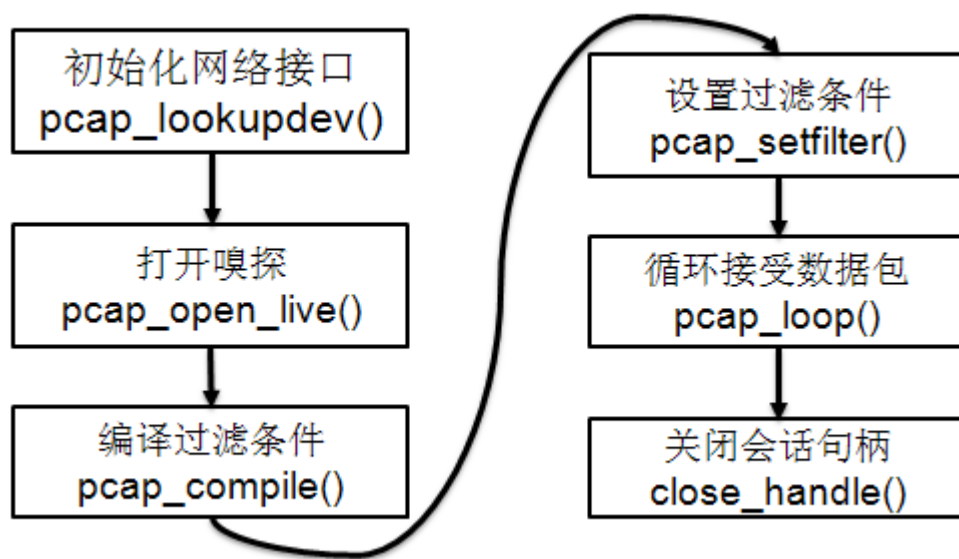 初始化网络接口
pcap_lookupdev()
打开嗅探
pcap_open_live()
编译过滤条件
pcap_compile()
设置过滤条件
pcap_setfilter()
循环接受数据包
pcap_loop()
关闭会话句柄
close_handle()